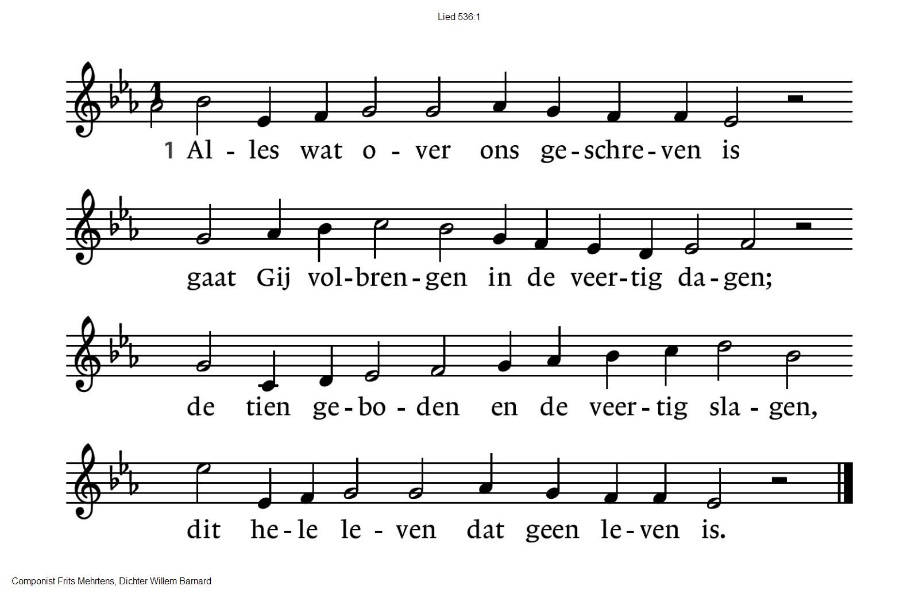 Lied 536:1
1 Al - les wat o - ver ons ge - schre - ven is
gaat Gij vol - bren - gen in de veer - tig da - gen;
de tien ge - bo - den en de veer - tig sla - gen,
dit he - le le - ven dat geen le - ven is.
Componist Frits Mehrtens, Dichter Willem Barnard